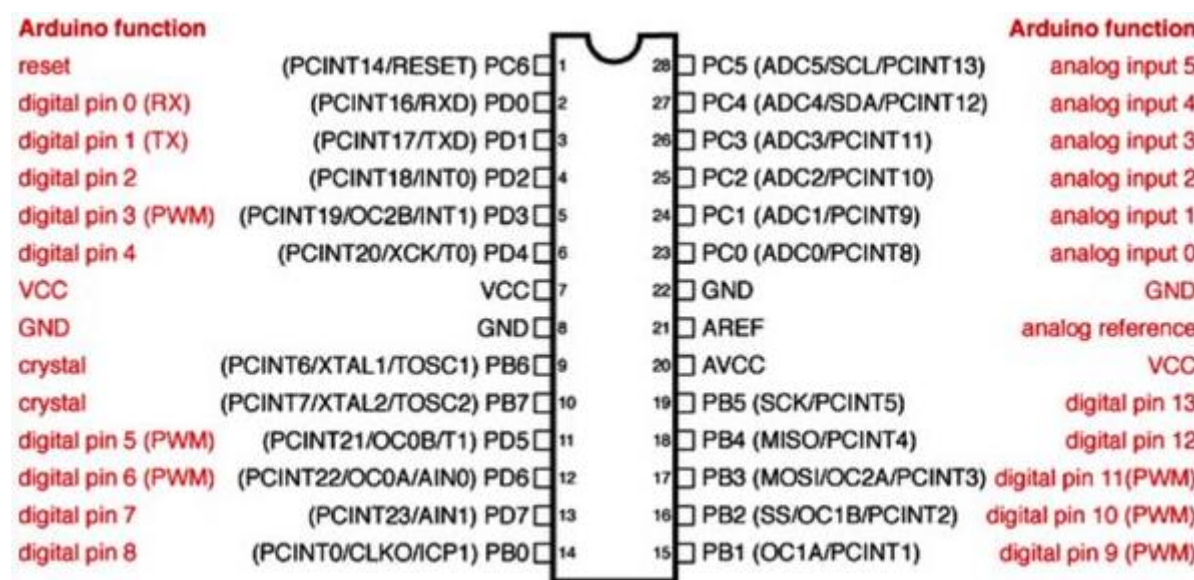 Arduino function Arduino function
reset (PCINT14/RESET) PC6 1 28 PC5 (ADC5/SCL/PCINT13) analog input 5
digital pin 0 (RX) (PCINT16/RXD) PD0 2 27 PC4 (ADC4/SDA/PCINT12) analog input 4
digital pin 1 (TX) (PCINT17/TXD) PD1 3 26 PC3 (ADC3/PCINT11) analog input 3
digital pin 2 (PCINT18/INT0) PD2 4 25 PC2 (ADC2/PCINT10) analog input 2
digital pin 3 (PWM) (PCINT19/OC2B/INT1) PD3 5 24 PC1 (ADC1/PCINT9) analog input 1
digital pin 4 (PCINT20/XCK/T0) PD4 6 23 PC0 (ADC0/PCINT8) analog input 0
VCC VCC 7 22 GND GND
GND GND 8 21 AREF analog reference
crystal (PCINT6/XTAL1/TOSC1) PB6 9 20 AVCC VCC
crystal (PCINT7/XTAL2/TOSC2) PB7 10 19 PB5 (SCK/PCINT5) digital pin 13
digital pin 5 (PWM) (PCINT21/OC0B/T1) PD5 11 18 PB4 (MISO/PCINT4) digital pin 12
digital pin 6 (PWM) (PCINT22/OC0A/AIN0) PD6 12 17 PB3 (MOSI/OC2A/PCINT3) digital pin 11(PWM)
digital pin 7 (PCINT23/AIN1) PD7 13 16 PB2 (SS/OC1B/PCINT2) digital pin 10 (PWM)
digital pin 8 (PCINT0/CLKO/ICP1) PB0 14 15 PB1 (OC1A/PCINT1) digital pin 9 (PWM)